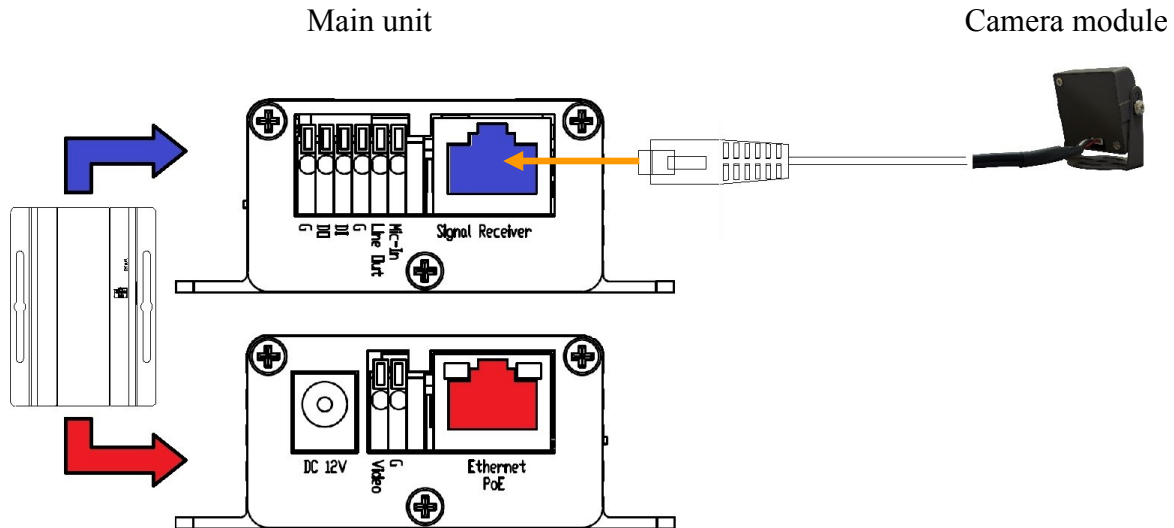 Main unit
Camera module
G
DO
DI
G
Line Out
Mic-In
Signal Receiver
DC 12V
Video
G
Ethernet
PoE